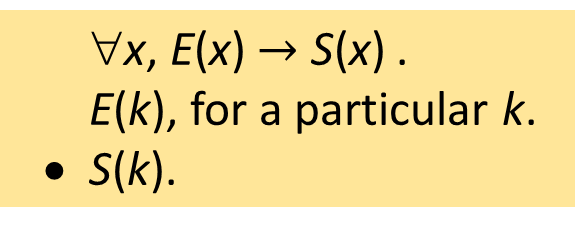 ∀x, E(x) → S(x) .
E(k), for a particular k.
• S(k).